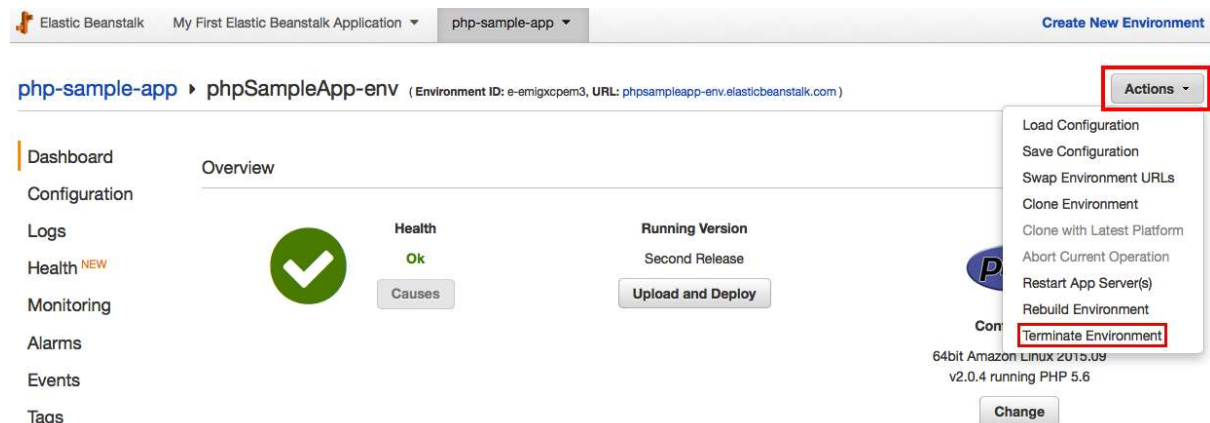 Elastic Beanstalk My First Elastic Beanstalk Application php-sample-app Create New Environment
php-sample-app phpSampleApp-env ( Environment ID: e-emigxcpem3, URL: phpsampleapp-env.elasticbeanstalk.com )
Actions
Load Configuration
Save Configuration
Swap Environment URLs
Clone Environment
Clone with Latest Platform
Abort Current Operation
Restart App Server(s)
Rebuild Environment
Terminate Environment
Dashboard
Configuration
Logs
Health NEW
Monitoring
Alarms
Events
Tags
Overview
Health
Ok
Causes
Running Version
Second Release
Upload and Deploy
64bit Amazon Linux 2015.09
v2.0.4 running PHP 5.6
Change